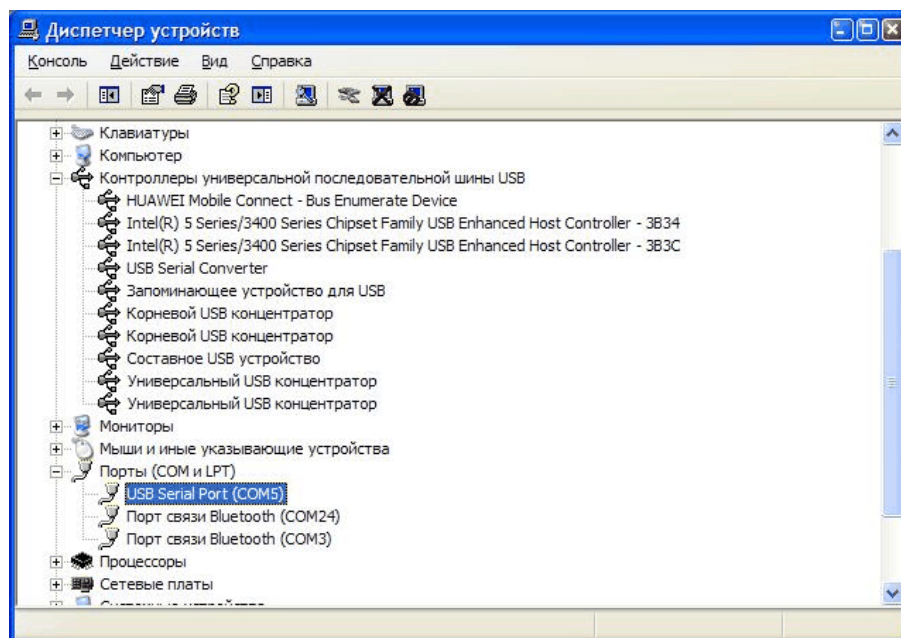 Диспетчер устройств
Консоль Действие Вид Справка
Клавиатуры
Компьютер
Контроллеры универсальной последовательной шины USB
HUAWEI Mobile Connect - Bus Enumerate Device
Intel(R) 5 Series/3400 Series Chipset Family USB Enhanced Host Controller - 3B34
Intel(R) 5 Series/3400 Series Chipset Family USB Enhanced Host Controller - 3B3C
USB Serial Converter
Запоминающее устройство для USB
Корневой USB концентратор
Корневой USB концентратор
Составное USB устройство
Универсальный USB концентратор
Универсальный USB концентратор
Мониторы
Мыши и иные указывающие устройства
Порты (COM и LPT)
USB Serial Port (COM5)
Порт связи Bluetooth (COM24)
Порт связи Bluetooth (COM3)
Процессоры
Сетевые платы